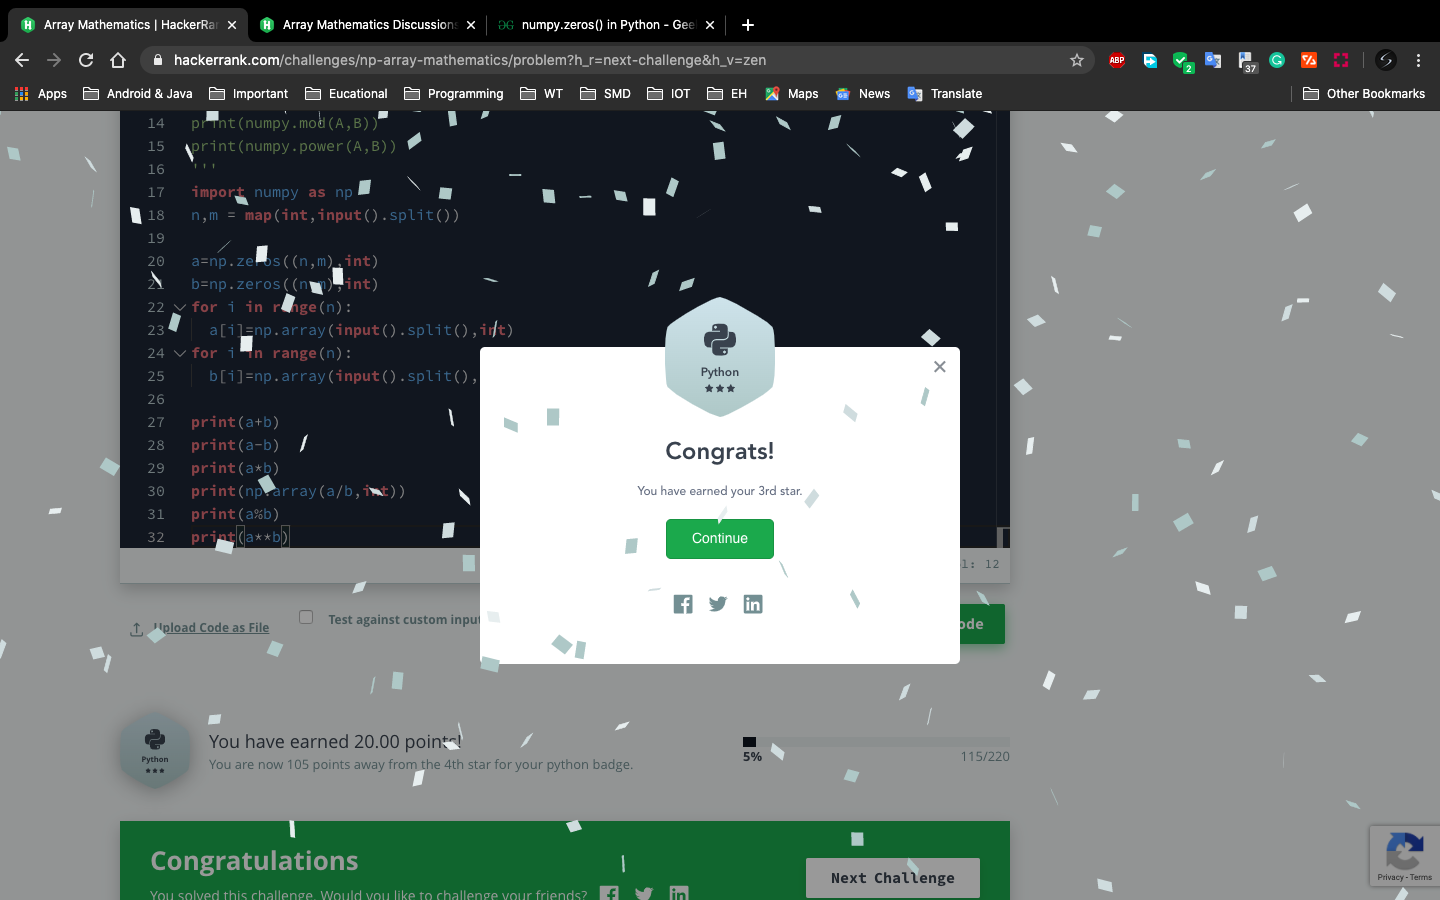 Array Mathematics | HackerRa
Array Mathematics Discussions
numpy.zeros() in Python - Gee
hackerrank.com/challenges/np-array-mathematics/problem?h_r=next-challenge&h_v=zen
ABP
2
37
Apps
Android & Java
Important
Eucational
Programming
WT
SMD
IOT
EH
Maps
News
Translate
Other Bookmarks
14 print(numpy.mod(A,B))
15 print(numpy.power(A,B))
16 '''
17 import numpy as np
18 n,m = map(int,input().split())
19
20 a=np.zeros((n,m),int)
21 b=np.zeros((n,m),int)
22 for i in range(n):
23 a[i]=np.array(input().split(),int)
24 for i in range(n):
25 b[i]=np.array(input().split(),
26
27 print(a+b)
28 print(a-b)
29 print(a*b)
30 print(np.array(a/b,int))
31 print(a%b)
32 print(a**b)
Python
★★★
Congrats!
You have earned your 3rd star.
Continue
: 12
Upload Code as File
Test against custom input
ode
Python
★★★
You have earned 20.00 points!
You are now 105 points away from the 4th star for your python badge.
5%
115/220
Congratulations
You solved this challenge. Would you like to challenge your friends?
Next Challenge
Privacy - Terms